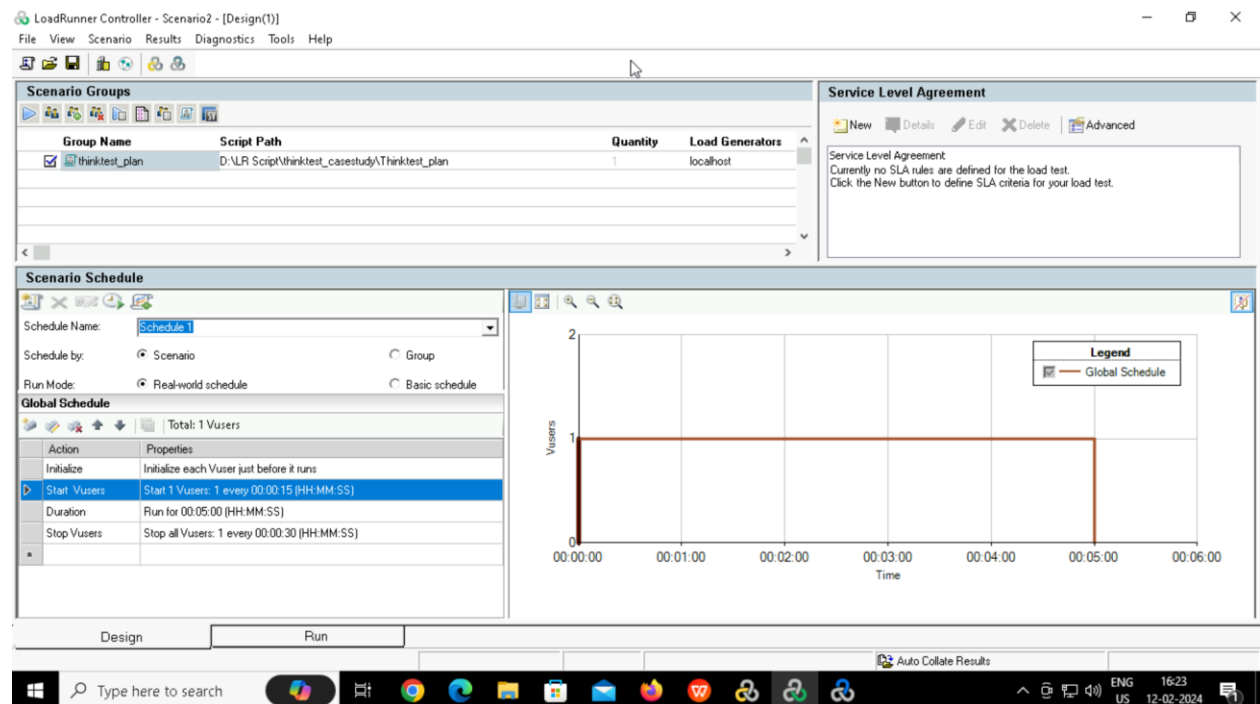 LoadRunner Controller - Scenario2 - [Design(1)]
File View Scenario Results Diagnostics Tools Help
Scenario Groups
Group Name Script Path Quantity Load Generators
thinktest_plan D:\LR Script\thinktest_casestudy\Thinktest_plan 1 localhost
Service Level Agreement
New Details Edit Delete Advanced
Service Level Agreement
Currently no SLA rules are defined for the load test.
Click the New button to define SLA criteria for your load test.
Scenario Schedule
Schedule Name: Schedule 1
Schedule by: Scenario Group
Run Mode: Real-world schedule Basic schedule
Global Schedule
Total: 1 Vusers
Action Properties
Initialize Initialize each Vuser just before it runs
Start Vusers Start 1 Vusers: 1 every 00:00:15 (HH:MM:SS)
Duration Run for 00:05:00 (HH:MM:SS)
Stop Vusers Stop all Vusers: 1 every 00:00:30 (HH:MM:SS)
*
Legend
Global Schedule
2
1
0
Vusers
00:00:00 00:01:00 00:02:00 00:03:00 00:04:00 00:05:00 00:06:00
Time
Design Run
Auto Collate Results
Type here to search
ENG
US
16:23
12-02-2024
1